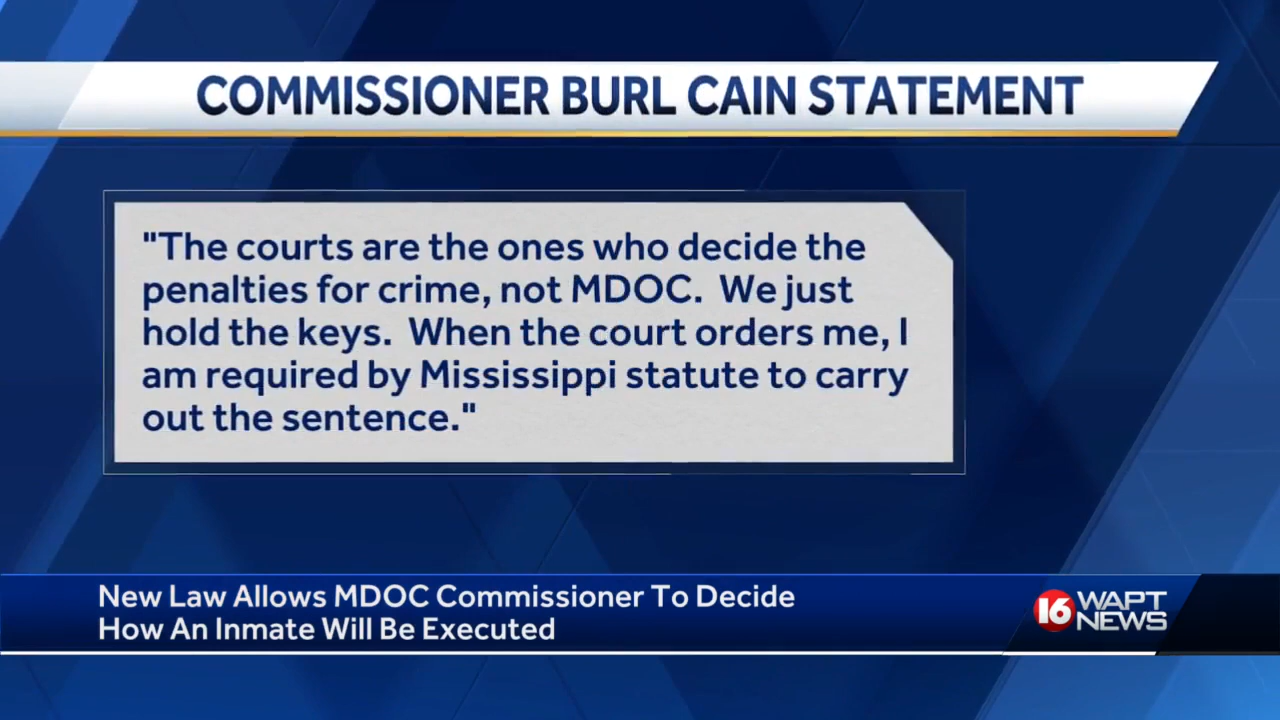 COMMISSIONER BURL CAIN STATEMENT
"The courts are the ones who decide the
penalties for crime, not MDOC.  We just
hold the keys.  When the court orders me, I
am required by Mississippi statute to carry
out the sentence."
New Law Allows MDOC Commissioner To Decide
How An Inmate Will Be Executed
16 WAPT
NEWS